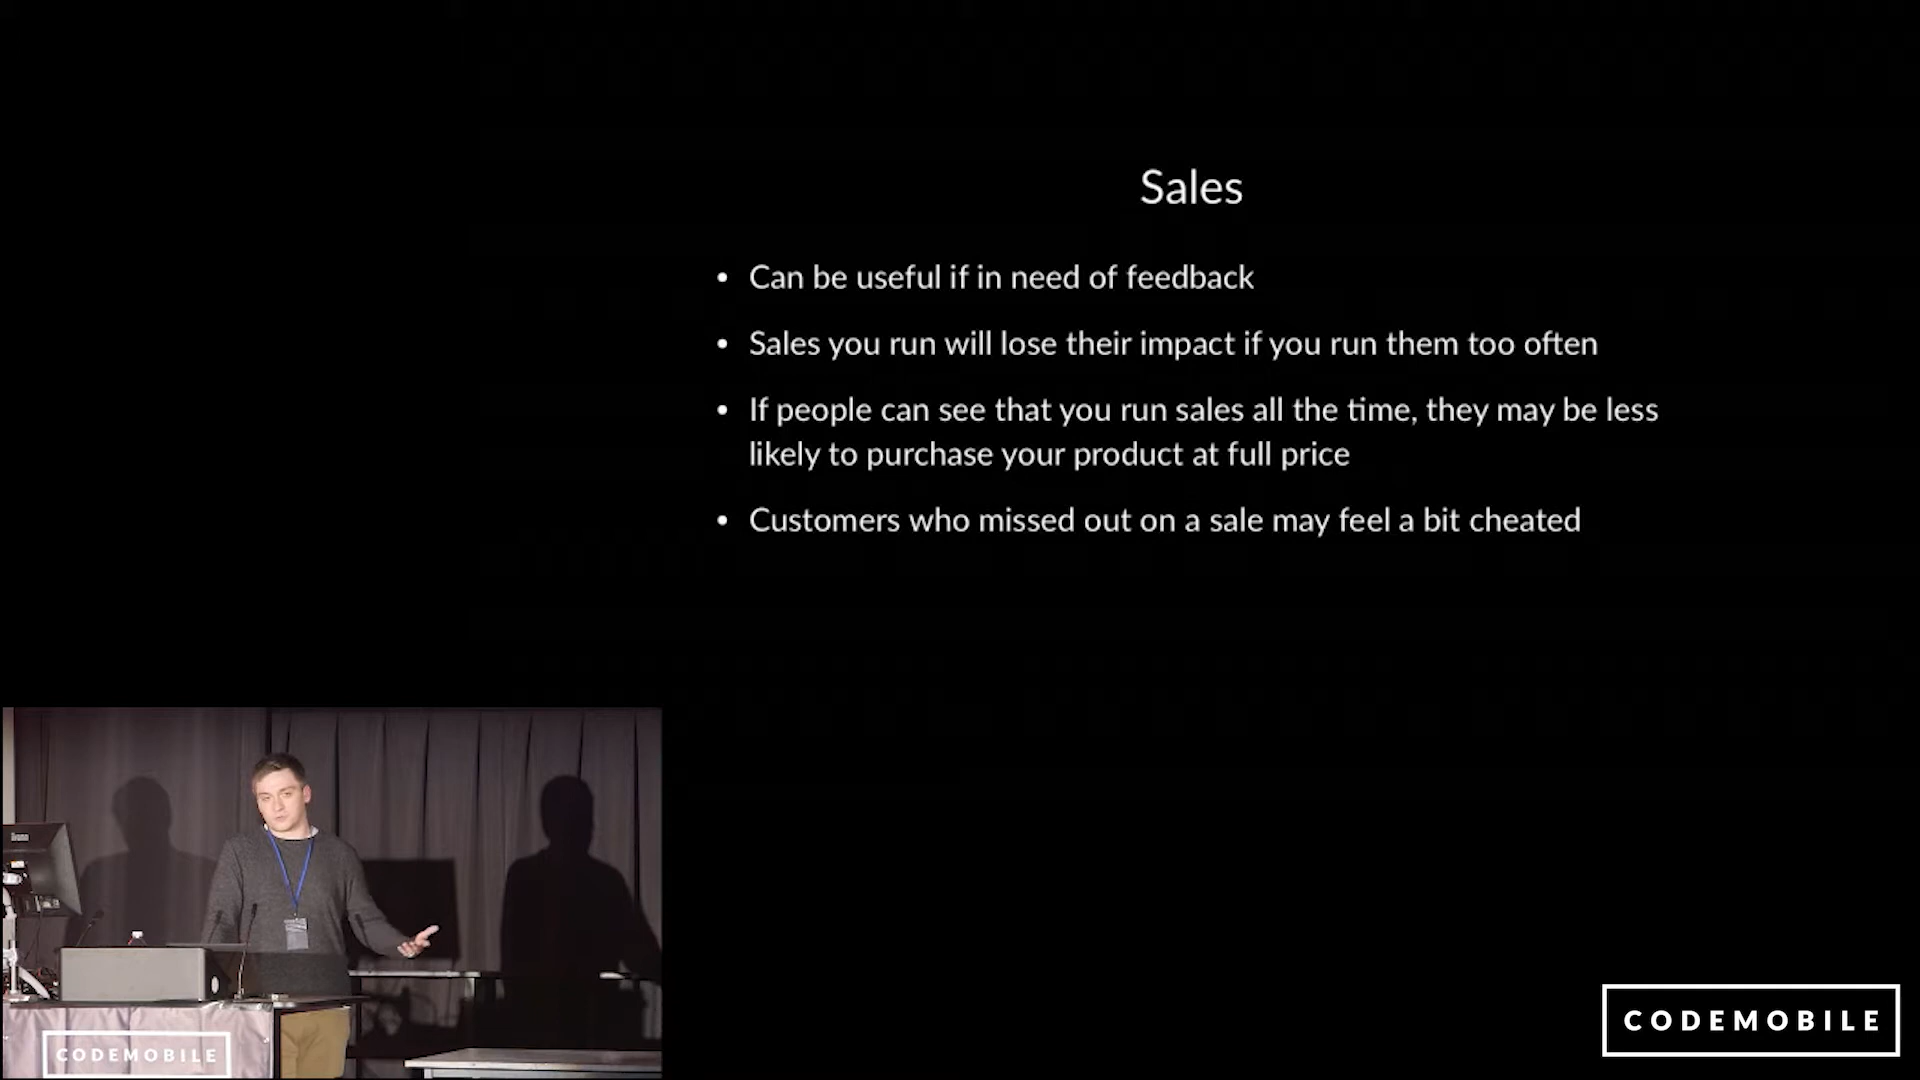 Sales
• Can be useful if in need of feedback
• Sales you run will lose their impact if you run them too often
• If people can see that you run sales all the time, they may be less
likely to purchase your product at full price
• Customers who missed out on a sale may feel a bit cheated
CODEMOBILE
CODEMOBILE